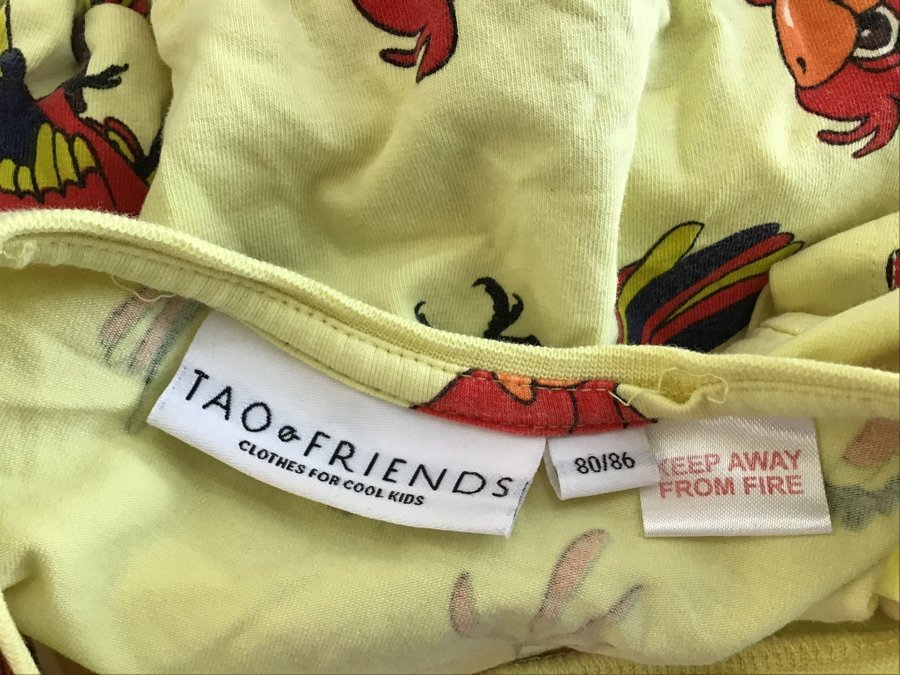 TAO & FRIENDS
CLOTHES FOR COOL KIDS
80/86
KEEP AWAY
FROM FIRE